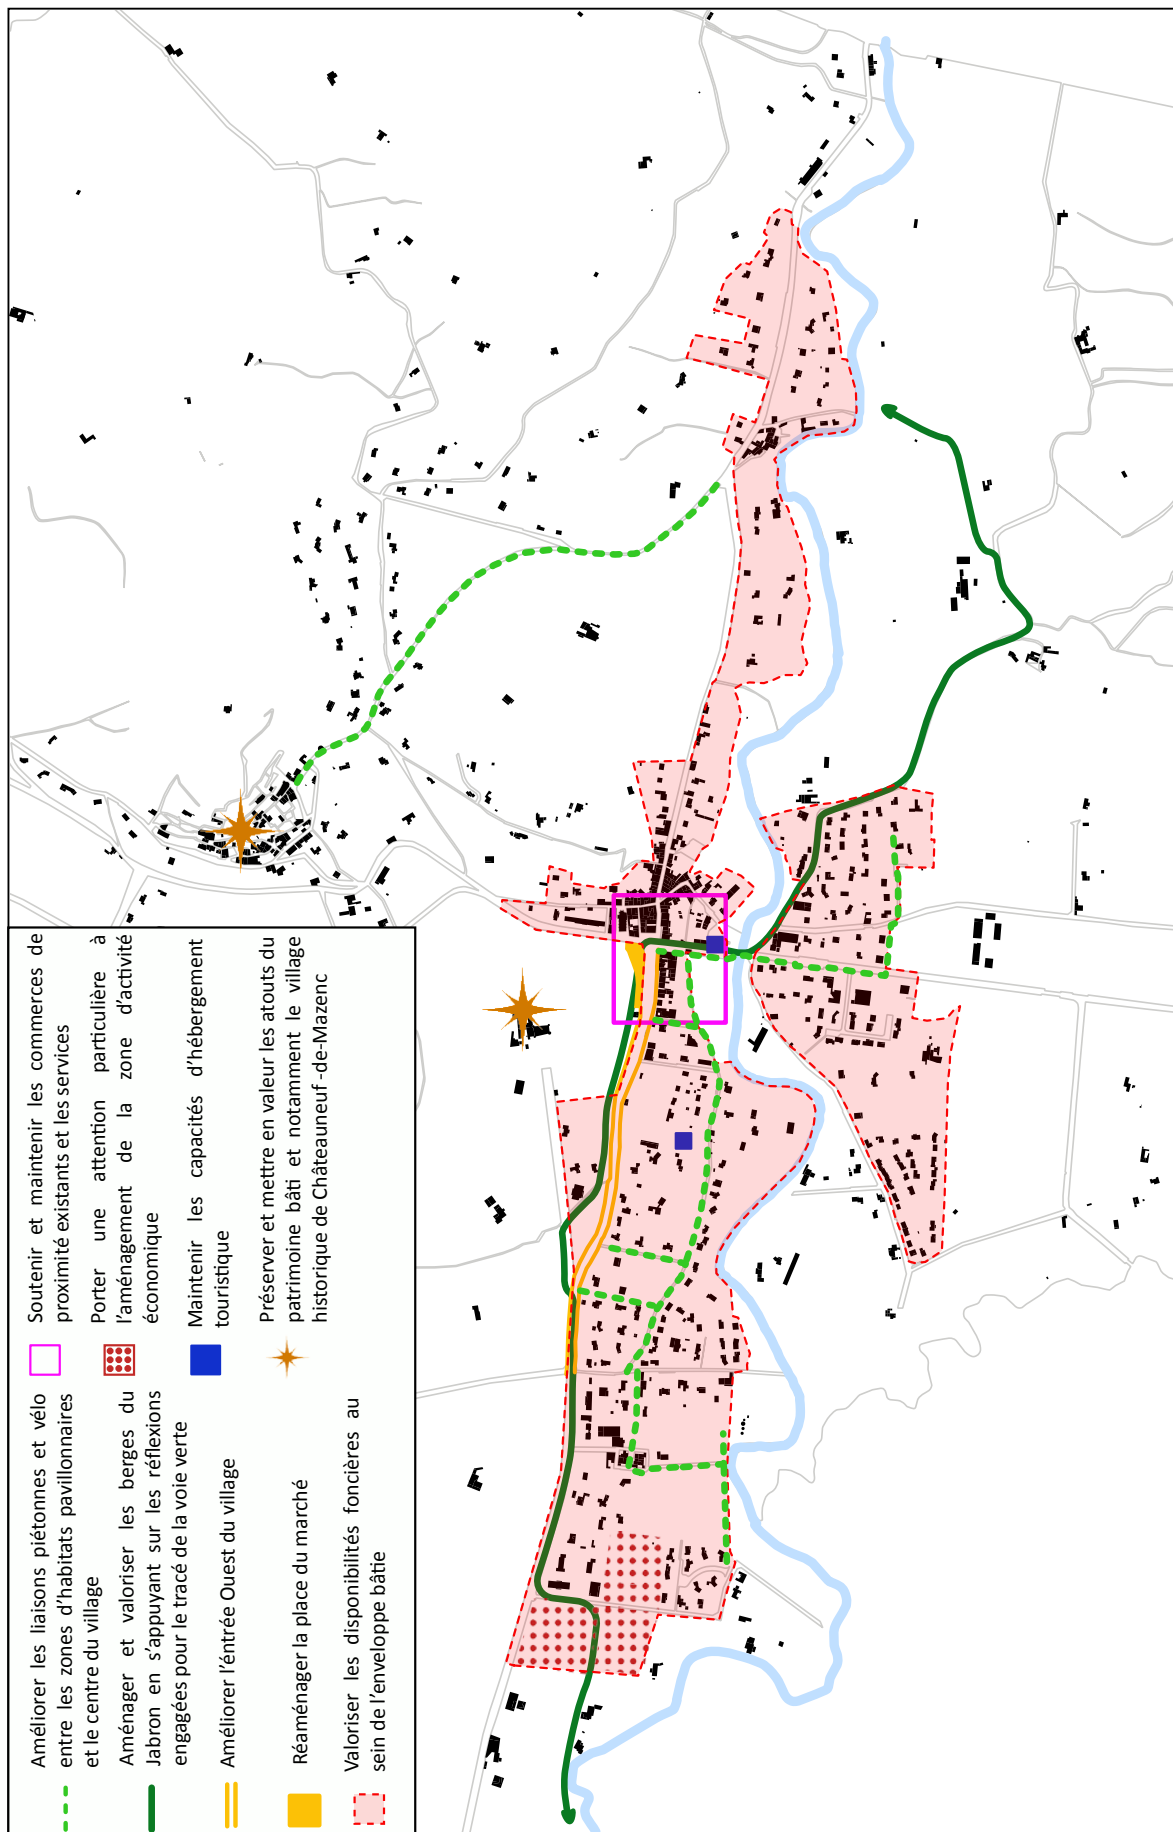 Améliorer les liaisons piétonnes et vélo
entre les zones d'habitats pavillonnaires
et le centre du village
Aménager et valoriser les berges du
Jabron en s'appuyant sur les réflexions
engagées pour le tracé de la voie verte
Améliorer l'éntrée Ouest du village
Réaménager la place du marché
Valoriser les disponibilités foncières au
sein de l'enveloppe bâtie
Soutenir et maintenir les commerces de
proximité existants et les services
Porter une attention particulière à
l'aménagement de la zone d'activité
économique
Maintenir les capacités d'hébergement
touristique
Préserver et mettre en valeur les atouts du
patrimoine bâti et notamment le village
historique de Châteauneuf-de-Mazenc